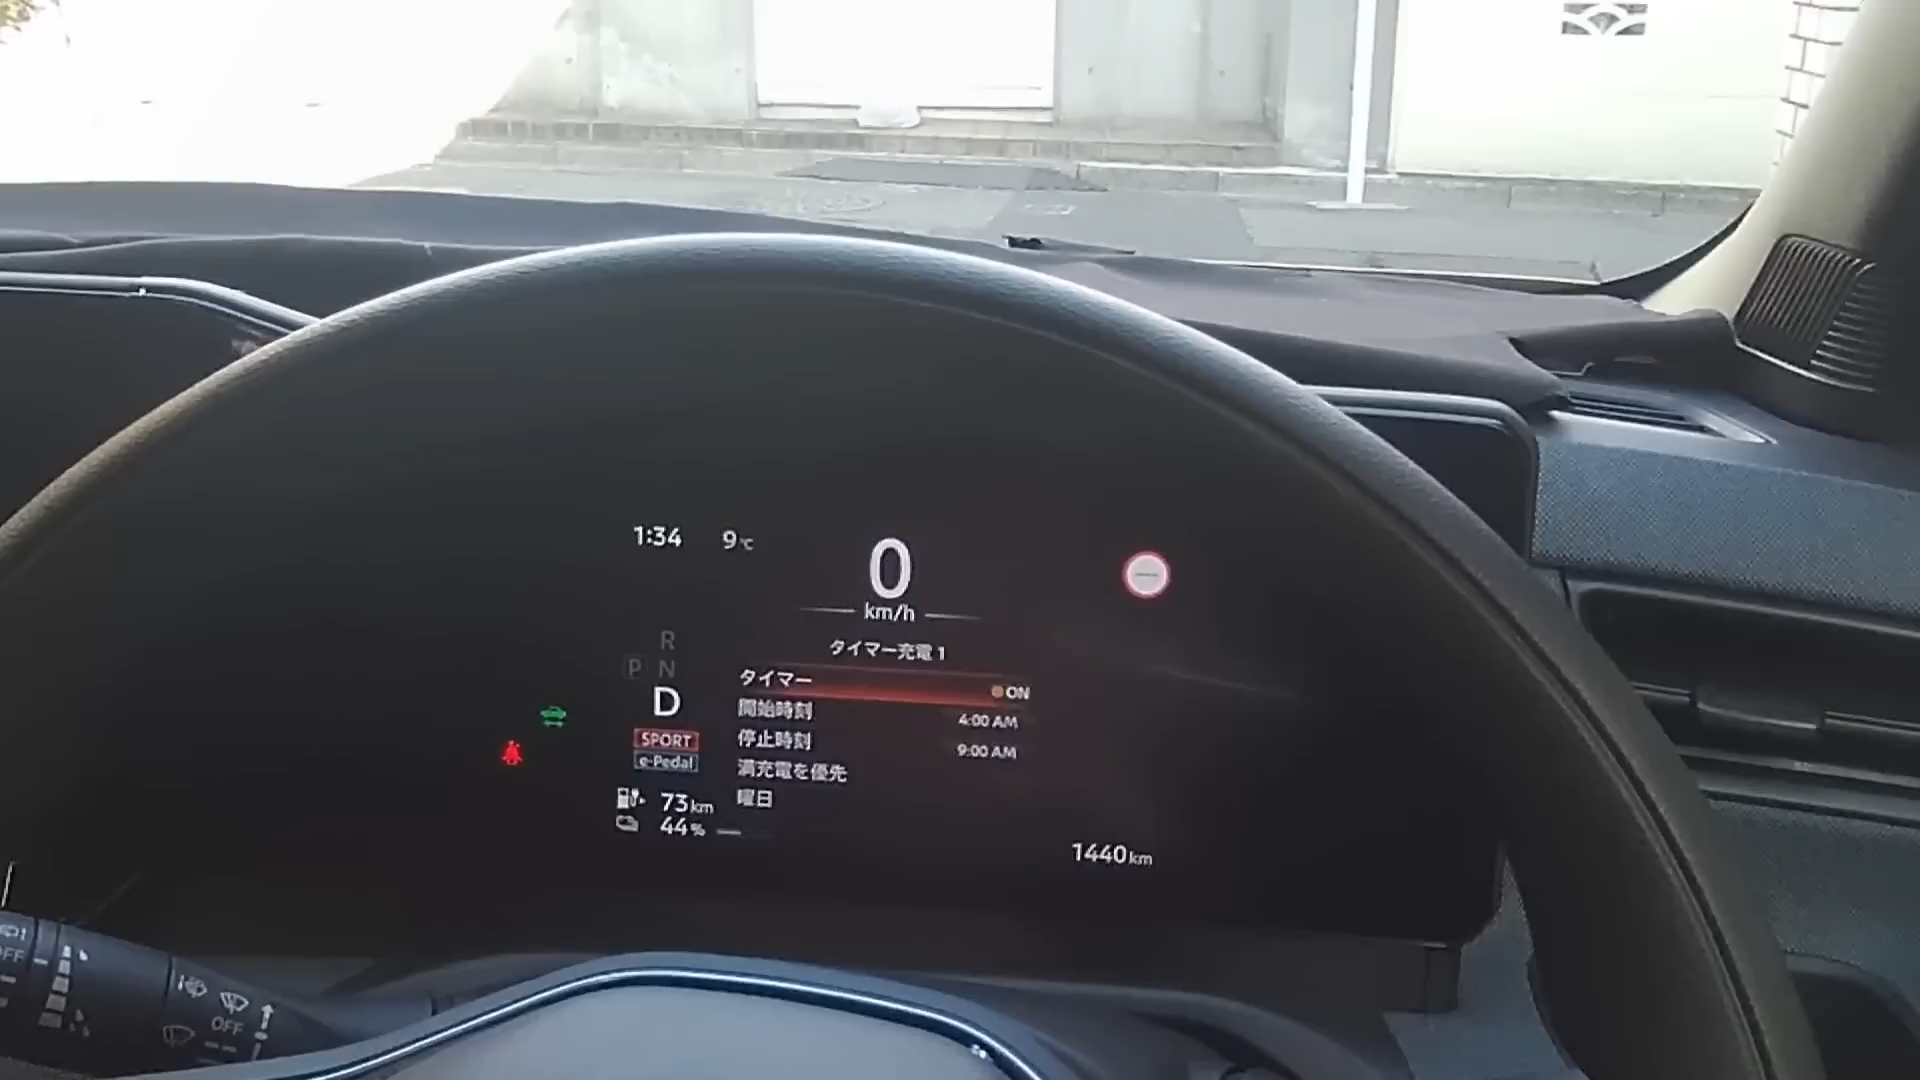 1:34 9℃
0
km/h
タイマー充電 1
R
P N
D
SPORT
e-Pedal
タイマー ON
開始時刻 4:00 AM
停止時刻 9:00 AM
満充電を優先
曜日
73km
44%
1440km
OFF
OFF